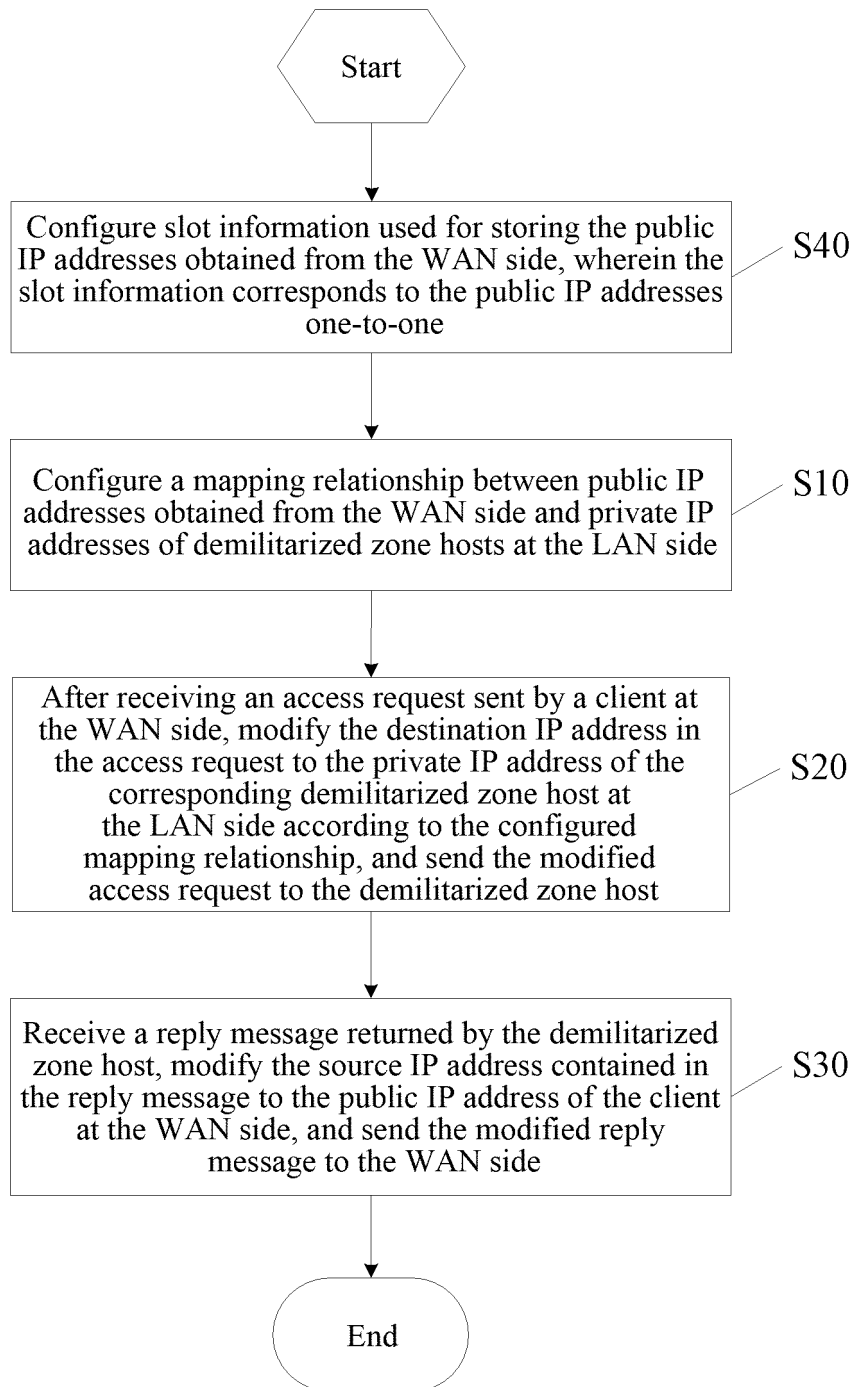 Start
Configure slot information used for storing the public
IP addresses obtained from the WAN side, wherein the
slot information corresponds to the public IP addresses
one-to-one
S40
Configure a mapping relationship between public IP
addresses obtained from the WAN side and private IP
addresses of demilitarized zone hosts at the LAN side
S10
After receiving an access request sent by a client at
the WAN side, modify the destination IP address in
the access request to the private IP address of the
corresponding demilitarized zone host at
the LAN side according to the configured
mapping relationship, and send the modified
access request to the demilitarized zone host
S20
Receive a reply message returned by the demilitarized
zone host, modify the source IP address contained in
the reply message to the public IP address of the client
at the WAN side, and send the modified reply
message to the WAN side
S30
End